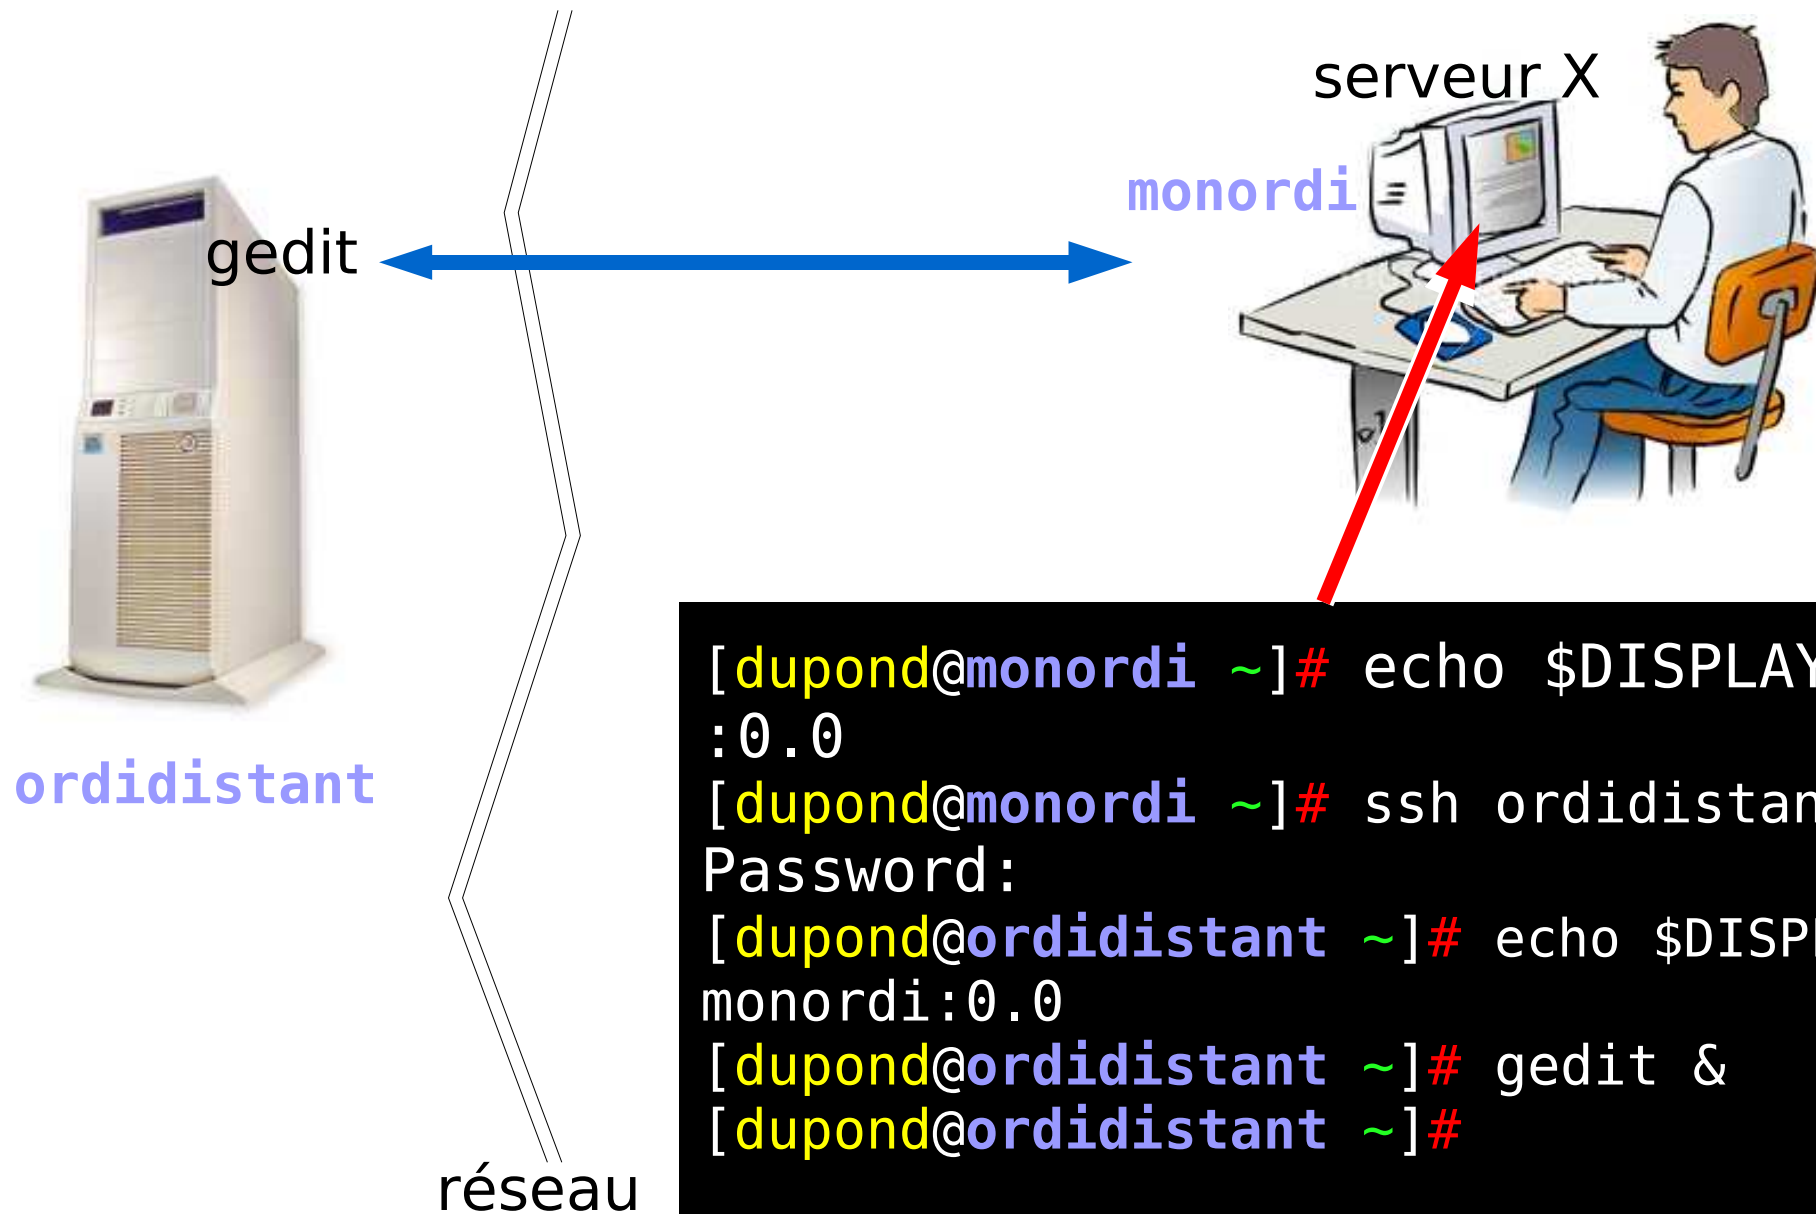 serveur X
monordi
gedit
ordidistant
réseau
[dupond@monordi ~]# echo $DISPLAY
:0.0
[dupond@monordi ~]# ssh ordidistan
Password:
[dupond@ordidistant ~]# echo $DISP
monordi:0.0
[dupond@ordidistant ~]# gedit &
[dupond@ordidistant ~]#